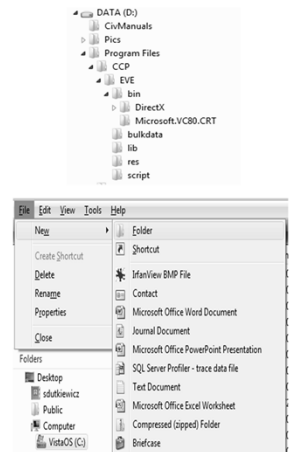 DATA (D:)
CivManuals
Pics
Program Files
CCP
EVE
bin
DirectX
Microsoft.VC80.CRT
bulkdata
lib
res
script
File Edit View Tools Help
New
Folder
Shortcut
Create Shortcut
Delete
IrfanView BMP File
Rename
Contact
Properties
Microsoft Office Word Document
Journal Document
Close
Microsoft Office PowerPoint Presentation
Folders
SQL Server Profiler - trace data file
Desktop
Text Document
sdutkiewicz
Microsoft Office Excel Worksheet
Public
Compressed (zipped) Folder
Computer
Briefcase
VistaOS (C:)